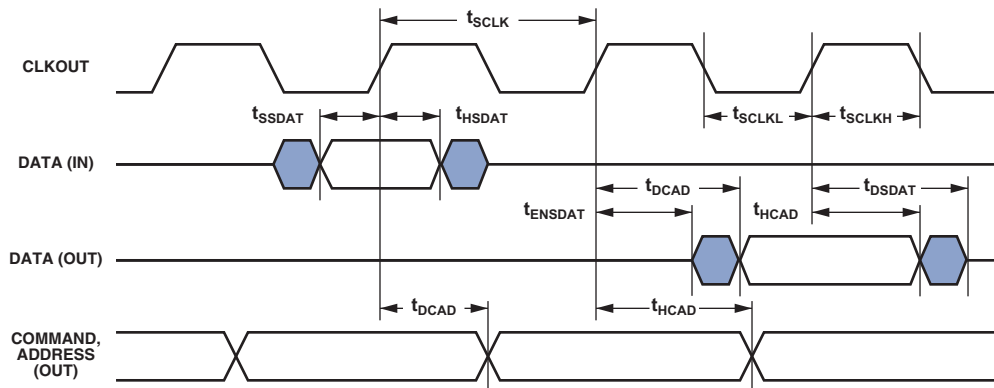 tSCLK
CLKOUT
tSSDAT
tHSDAT
tSCLKL
tSCLKH
DATA (IN)
tDCAD
tDSDAT
tENSDAT
tHCAD
DATA (OUT)
tDCAD
tHCAD
COMMAND,
ADDRESS
(OUT)